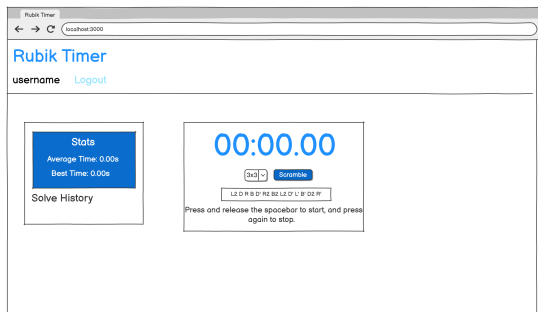 Rubik Timer
localhost:3000
Rubik Timer
username Logout
Stats
Average Time: 0.00s
Best Time: 0.00s
Solve History
00:00.00
3x3 Scramble
L2 D R B D' R2 B2 L2 D' L' B' D2 R'
Press and release the spacebar to start, and press
again to stop.